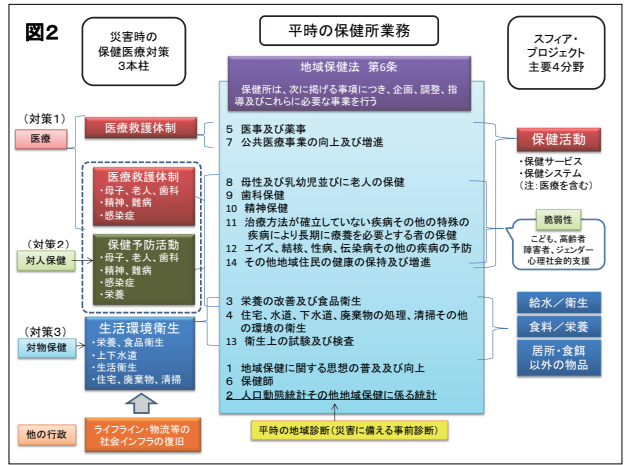 図2
災害時の
保健医療対策
3本柱
平時の保健所業務
スフィア・
プロジェクト
主要4分野
地域保健法 第6条
保健所は、次に掲げる事項につき、企画、調整、指
導及びこれらに必要な事業を行う
(対策1)
医療
医療救護体制
5 医事及び薬事
7 公共医療事業の向上及び増進
保健活動
・保健サービス
・保健システム
(注:医療を含む)
医療救護体制
・母子、老人、歯科
・精神、難病
・感染症
8 母性及び乳幼児並びに老人の保健
9 歯科保健
10 精神保健
11 治療方法が確立していない疾病その他の特殊の
疾病により長期に療養を必要とする者の保健
12 エイズ、結核、性病、伝染病その他の疾病の予防
14 その他地域住民の健康の保持及び増進
脆弱性
こども、高齢者
障害者、ジェンダー
心理社会的支援
(対策2)
対人保健
保健予防活動
・母子、老人、歯科
・精神、難病
・感染症
・栄養
(対策3)
対物保健
生活環境衛生
・栄養、食品衛生
・上下水道
・生活衛生
・住宅、廃棄物、清掃
3 栄養の改善及び食品衛生
4 住宅、水道、下水道、廃棄物の処理、清掃その他
の環境の衛生
13 衛生上の試験及び検査
給水/衛生
食料/栄養
居所・食餌
以外の物品
1 地域保健に関する思想の普及及び向上
6 保健師
2 人口動態統計その他地域保健に係る統計
他の行政
ライフライン・物流等の
社会インフラの復旧
平時の地域診断(災害に備える事前診断)